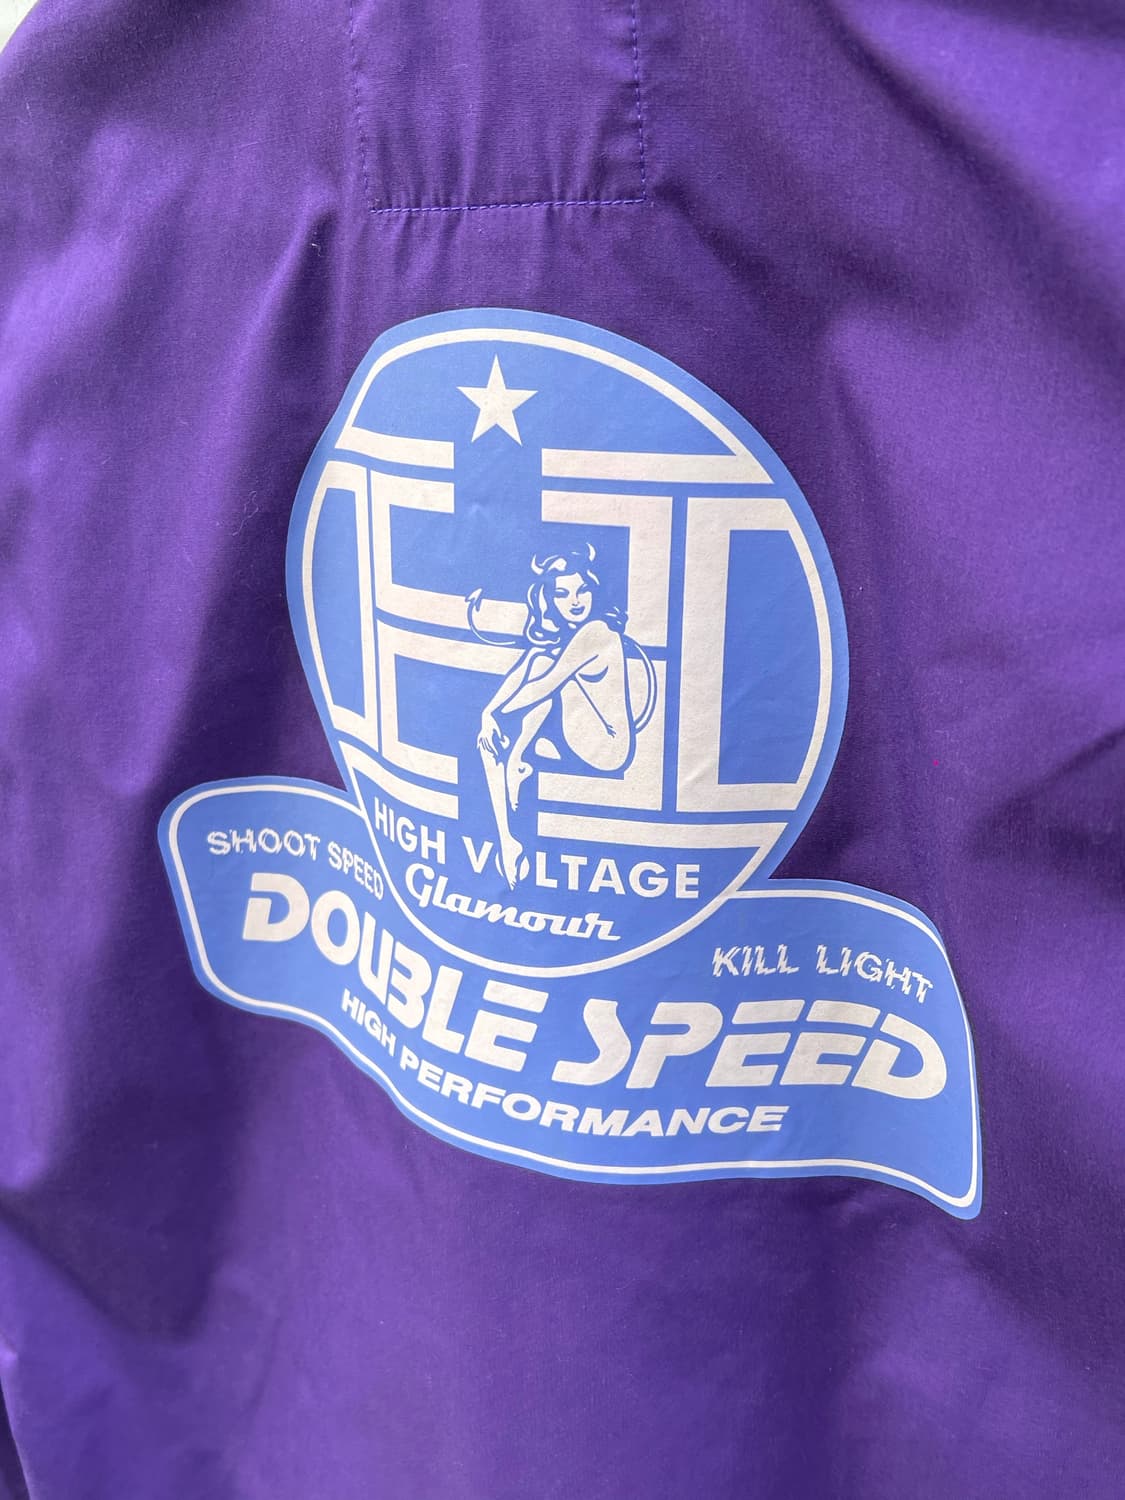 HIGH VOLTAGE
Glamour
SHOOT SPEED
KILL LIGHT
DOUBLE SPEED
HIGH PERFORMANCE